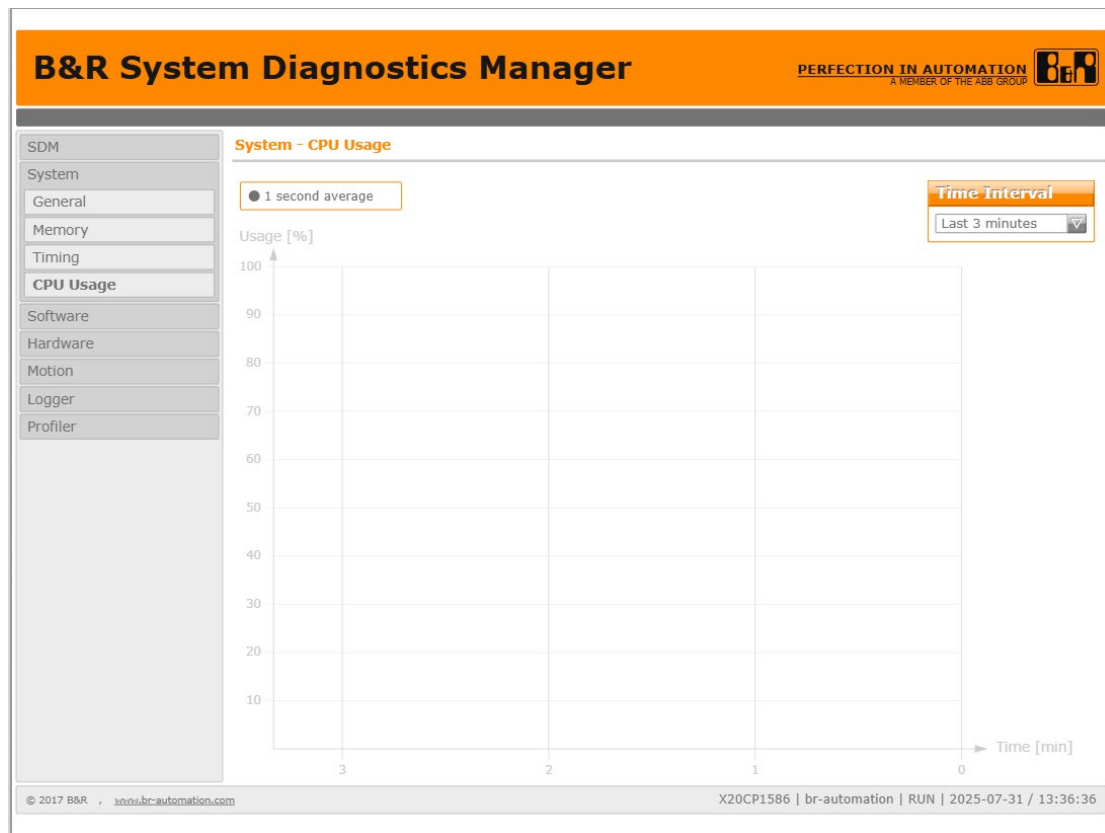 B&R System Diagnostics Manager
PERFECTION IN AUTOMATION
A MEMBER OF THE ABB GROUP
B&R
SDM
System
General
Memory
Timing
CPU Usage
Software
Hardware
Motion
Logger
Profiler
System - CPU Usage
1 second average
Time Interval
Last 3 minutes
Usage [%]
100
90
80
70
60
50
40
30
20
10
Time [min]
3 2 1 0
© 2017 B&R , www.br-automation.com
X20CP1586 | br-automation | RUN | 2025-07-31 / 13:36:36